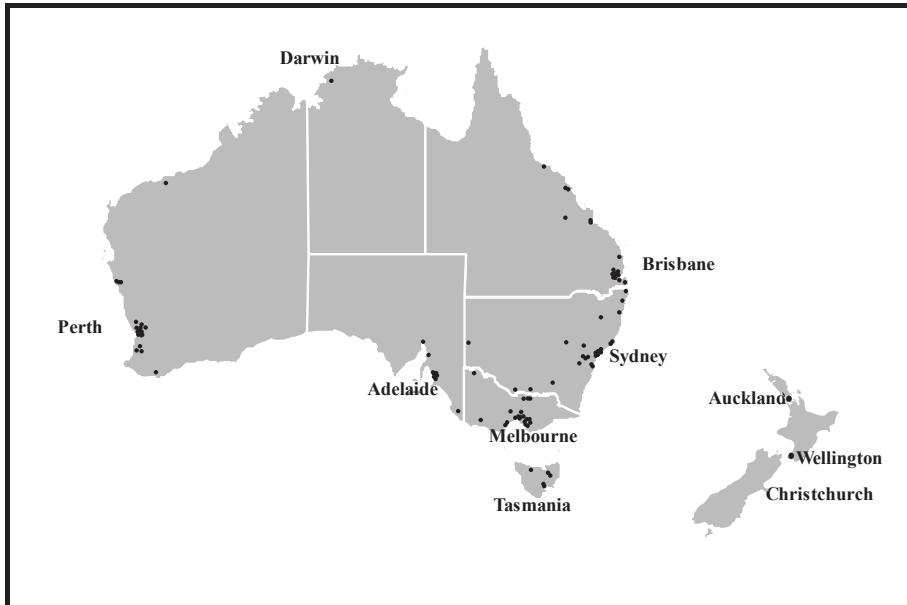 Darwin
Brisbane
Perth
Sydney
Adelaide
Auckland
Melbourne
Wellington
Christchurch
Tasmania